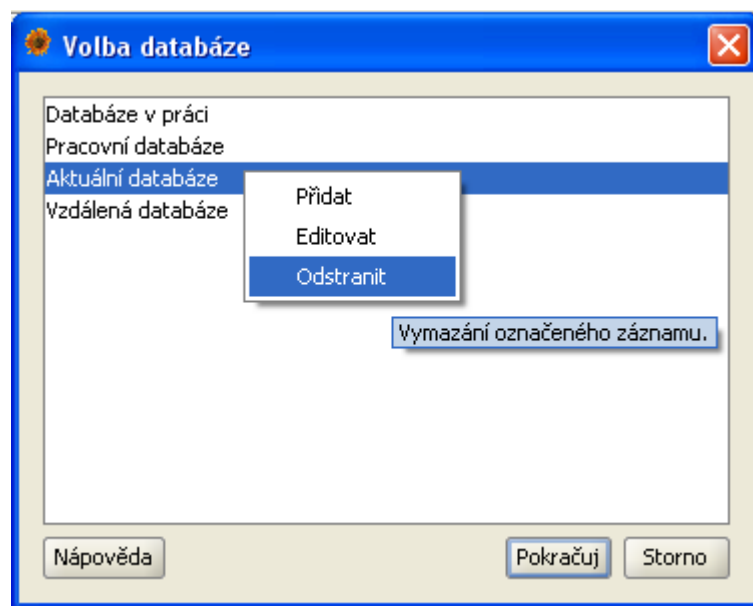 Volba databáze
Databáze v práci
Pracovní databáze
Aktuální databáze
Vzdálená databáze
Přidat
Editovat
Odstranit
Vymazání označeného záznamu.
Nápověda
Pokračuj
Storno